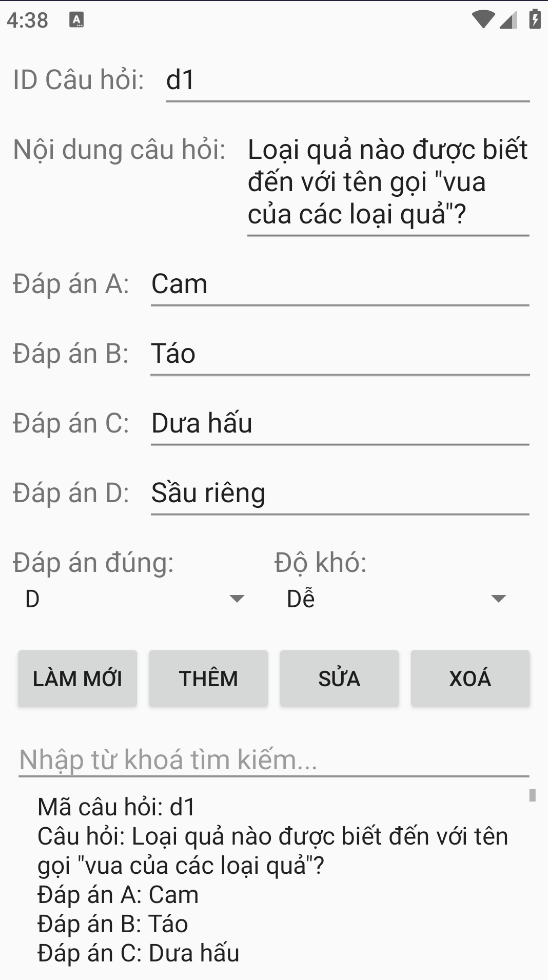 4:38
ID Câu hỏi: d1
Nội dung câu hỏi: Loại quả nào được biết
đến với tên gọi "vua
của các loại quả"?
Đáp án A: Cam
Đáp án B: Táo
Đáp án C: Dưa hấu
Đáp án D: Sầu riêng
Đáp án đúng: Độ khó:
D Dễ
LÀM MỚI THÊM SỬA XOÁ
Nhập từ khoá tìm kiếm...
Mã câu hỏi: d1
Câu hỏi: Loại quả nào được biết đến với tên
gọi "vua của các loại quả"?
Đáp án A: Cam
Đáp án B: Táo
Đáp án C: Dưa hấu